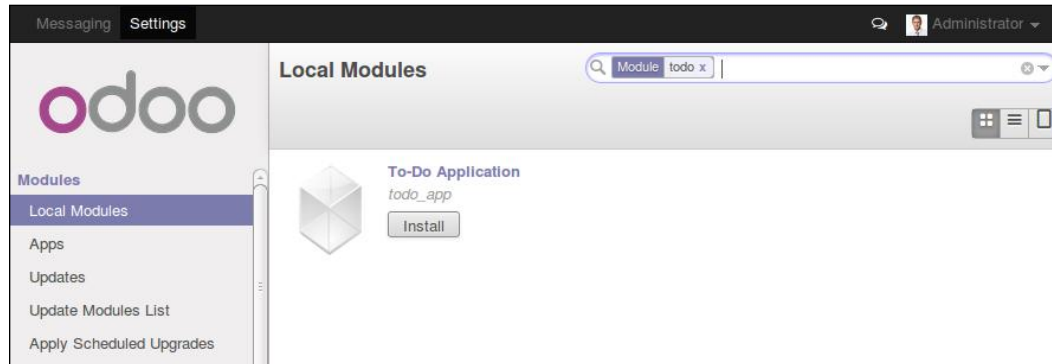 Messaging Settings Administrator
Local Modules Module todo x
odoo
To-Do Application
todo_app
Install
Modules
Local Modules
Apps
Updates
Update Modules List
Apply Scheduled Upgrades